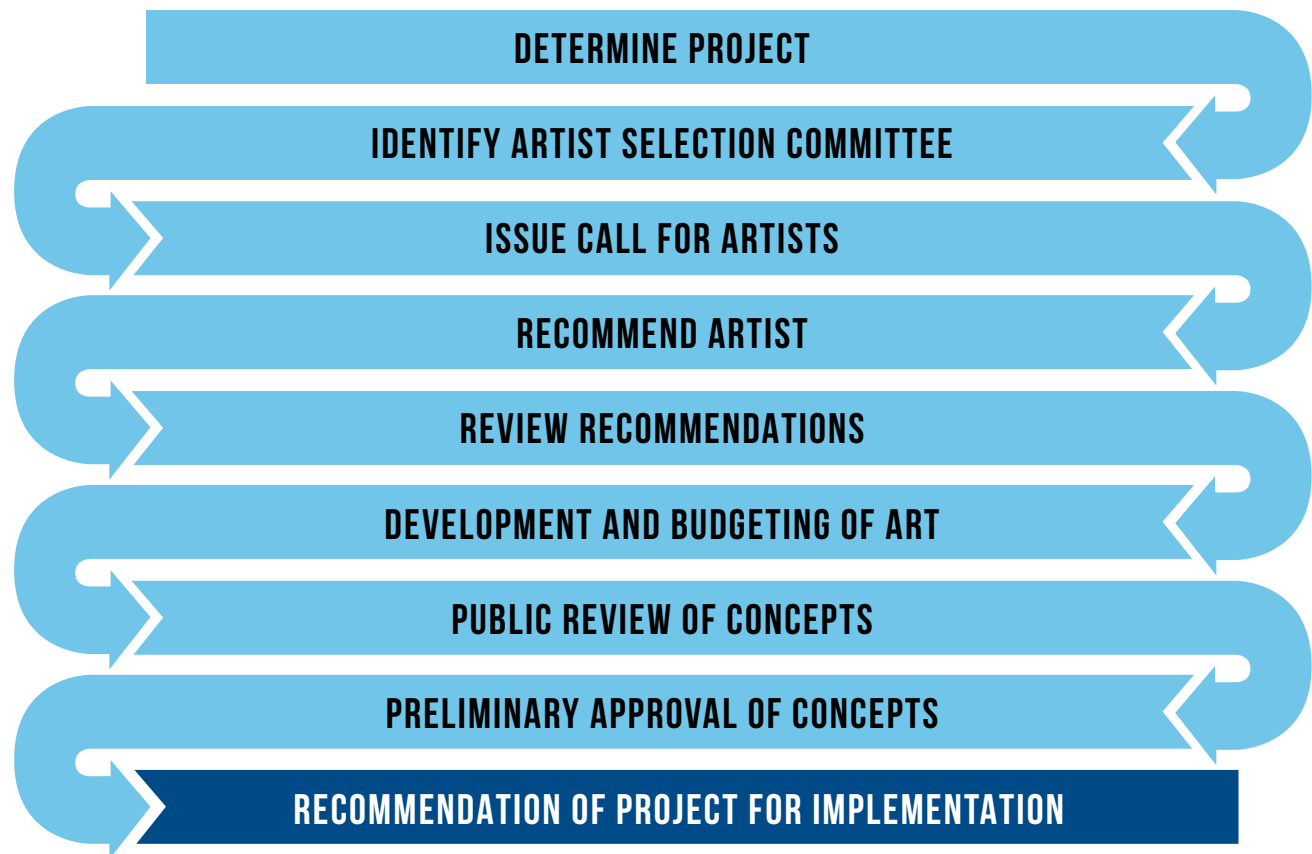 DETERMINE PROJECT
IDENTIFY ARTIST SELECTION COMMITTEE
ISSUE CALL FOR ARTISTS
RECOMMEND ARTIST
REVIEW RECOMMENDATIONS
DEVELOPMENT AND BUDGETING OF ART
PUBLIC REVIEW OF CONCEPTS
PRELIMINARY APPROVAL OF CONCEPTS
RECOMMENDATION OF PROJECT FOR IMPLEMENTATION